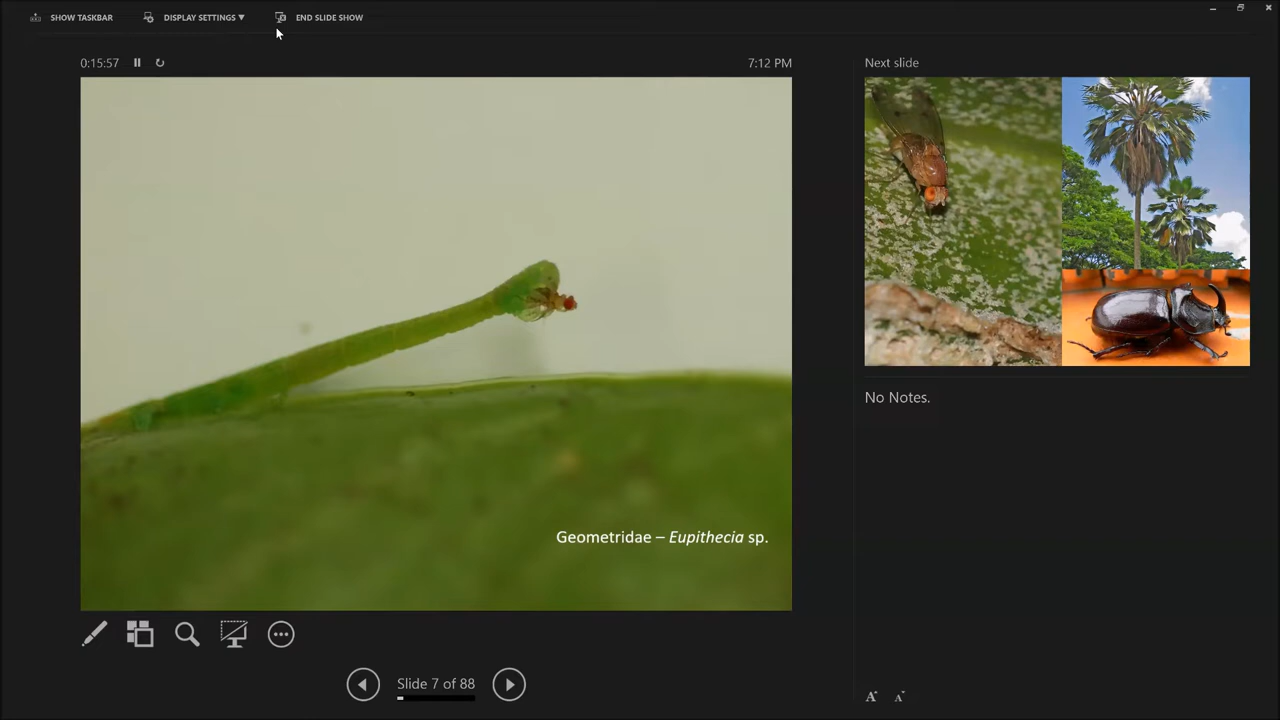 SHOW TASKBAR
DISPLAY SETTINGS ▼
END SLIDE SHOW
0:15:57
7:12 PM
Next slide
Geometridae – Eupithecia sp.
No Notes.
Slide 7 of 88
A
A